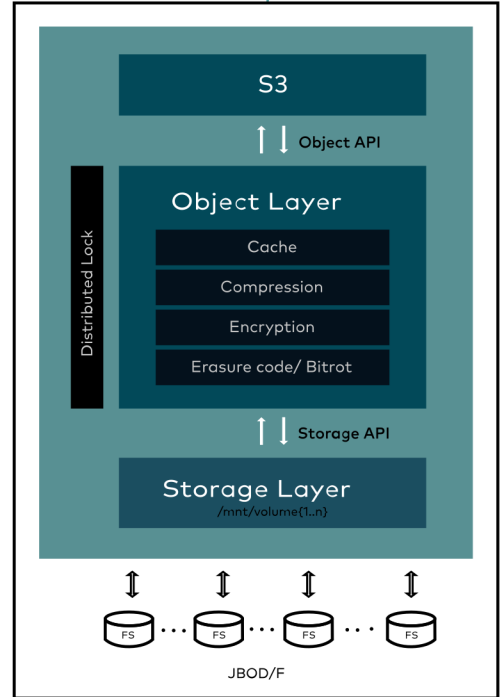 S3
Object API
Distributed Lock
Object Layer
Cache
Compression
Encryption
Erasure code/ Bitrot
Storage API
Storage Layer
/mnt/volume{1..n}
FS ... FS ... FS ... FS
JBOD/F